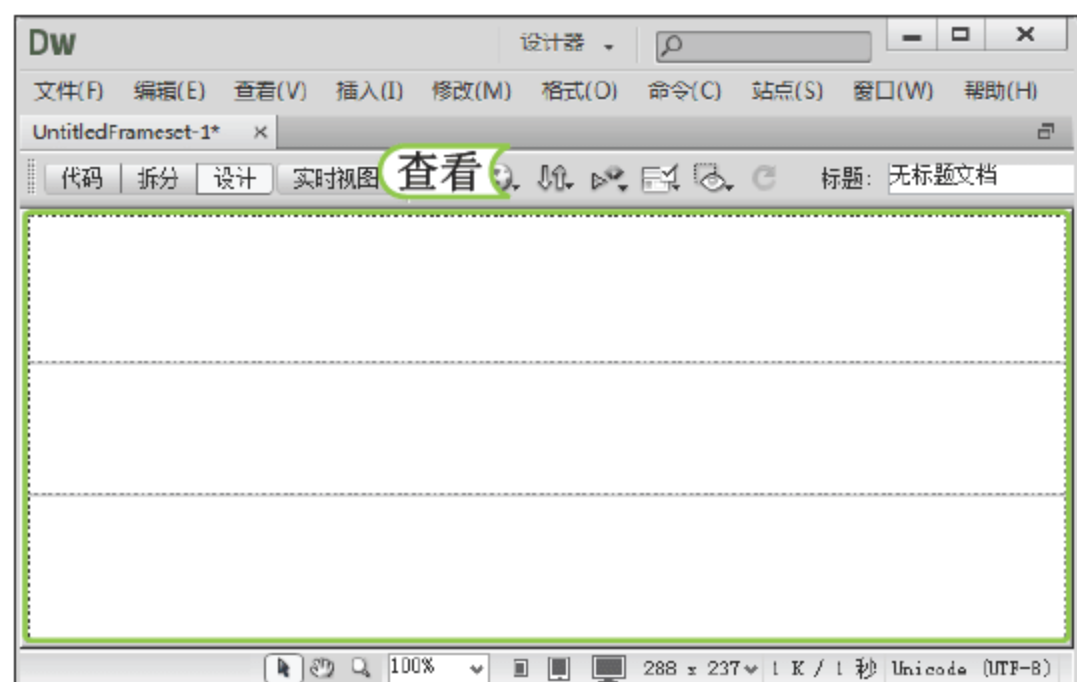 Dw 设计器
文件(F) 编辑(E) 查看(V) 插入(I) 修改(M) 格式(O) 命令(C) 站点(S) 窗口(W) 帮助(H)
UntitledFrameset-1*
代码 拆分 设计 实时视图 查看 标题: 无标题文档
100% 288 x 237 1 K / 1 秒 Unicode (UTF-8)